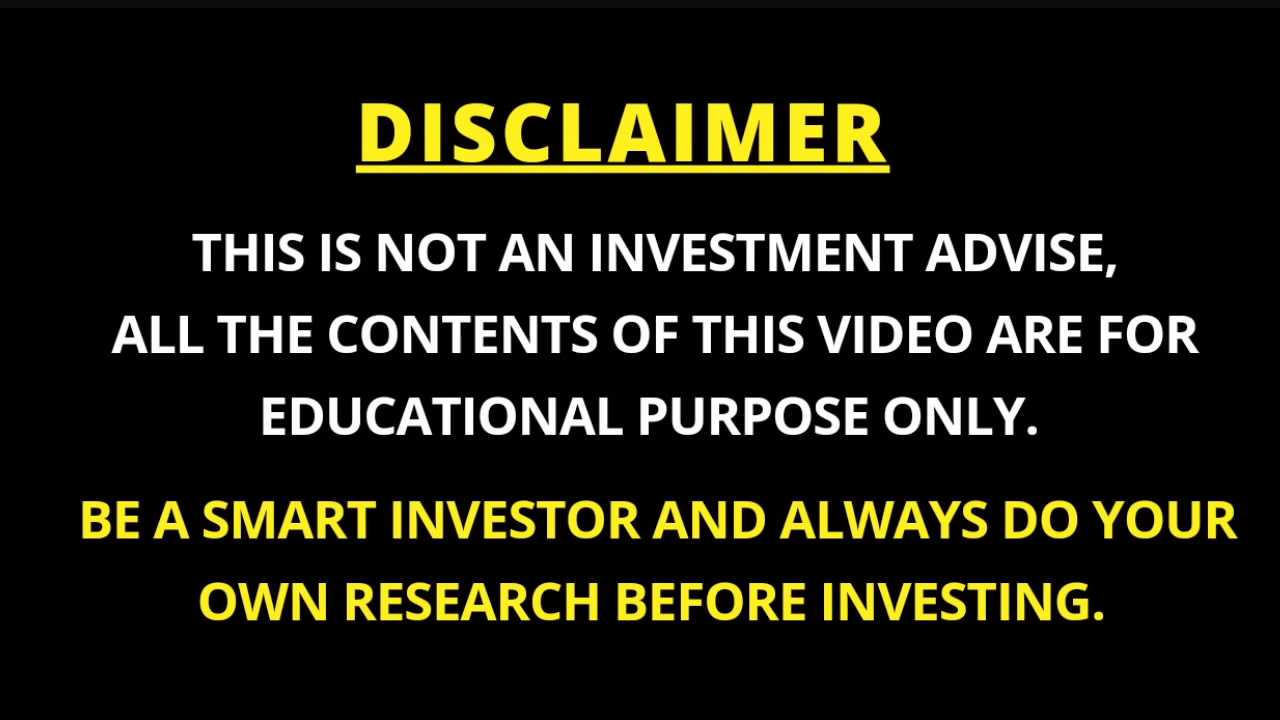 DISCLAIMER
THIS IS NOT AN INVESTMENT ADVISE,
ALL THE CONTENTS OF THIS VIDEO ARE FOR
EDUCATIONAL PURPOSE ONLY.
BE A SMART INVESTOR AND ALWAYS DO YOUR
OWN RESEARCH BEFORE INVESTING.